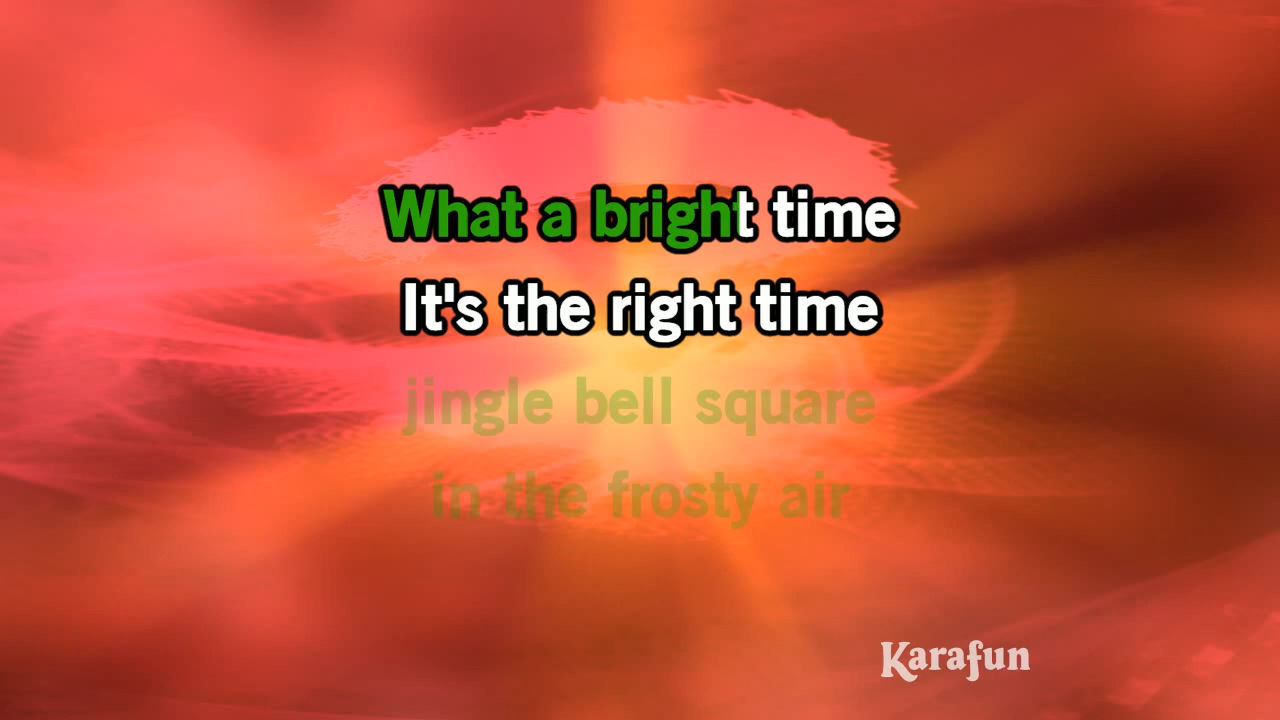 What a bright time
It's the right time
jingle bell square
in the frosty air
Karafun